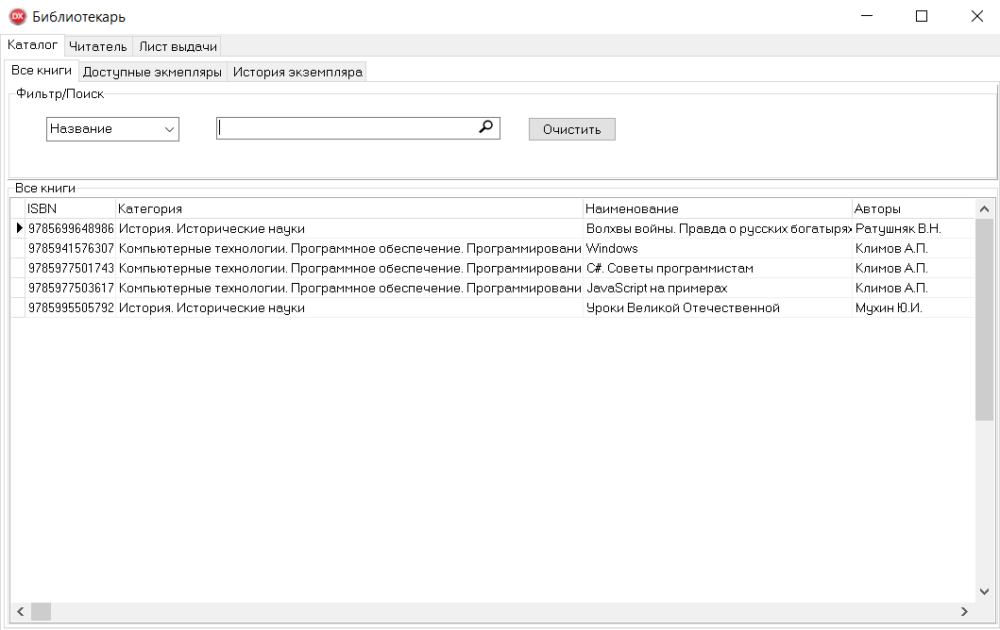 DX Библиотекарь
Каталог Читатель Лист выдачи
Все книги Доступные экмепляры История экземпляра
Фильтр/Поиск
Название Очистить
Все книги
ISBN Категория Наименование Авторы
9785699648986 История. Исторические науки Волхвы войны. Правда о русских богатыря Ратушняк В.Н.
9785941576307 Компьютерные технологии. Программное обеспечение. Программировани Windows Климов А.П.
9785977501743 Компьютерные технологии. Программное обеспечение. Программировани C#. Советы программистам Климов А.П.
9785977503617 Компьютерные технологии. Программное обеспечение. Программировани JavaScript на примерах Климов А.П.
9785995505792 История. Исторические науки Уроки Великой Отечественной Мухин Ю.И.